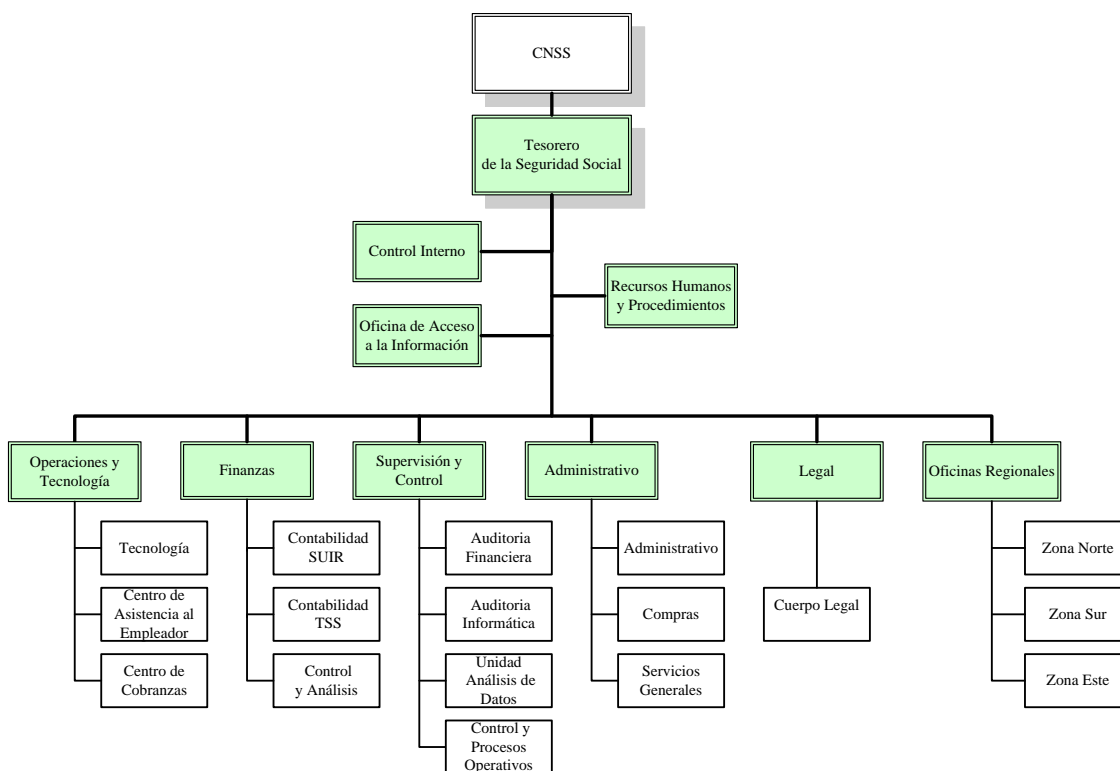 CNSS
Tesorero
de la Seguridad Social
Control Interno
Recursos Humanos
y Procedimientos
Oficina de Acceso
a la Información
Operaciones y
Tecnología
Finanzas
Supervisión y
Control
Administrativo
Legal
Oficinas Regionales
Tecnología
Centro de
Asistencia al
Empleador
Centro de
Cobranzas
Contabilidad
SUIR
Contabilidad
TSS
Control
y Análisis
Auditoria
Financiera
Auditoria
Informática
Unidad
Análisis de
Datos
Control y
Procesos
Operativos
Administrativo
Compras
Servicios
Generales
Cuerpo Legal
Zona Norte
Zona Sur
Zona Este